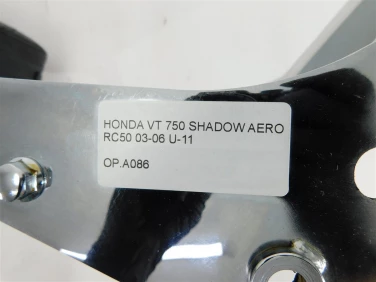 HONDA VT 750 SHADOW AERO
RC50 03-06 U-11
OP.A086